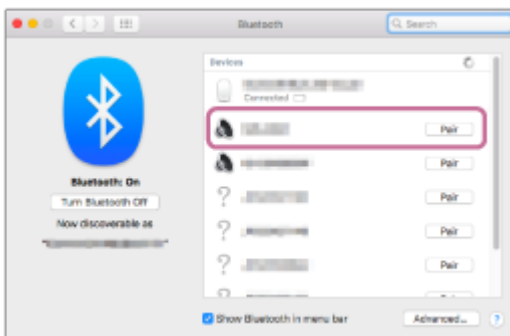 Bluetooth
Search
Devices
Connected
Pair
Pair
Pair
Pair
Pair
Bluetooth: On
Turn Bluetooth Off
Now discoverable as
Show Bluetooth in menu bar
Advanced...
?